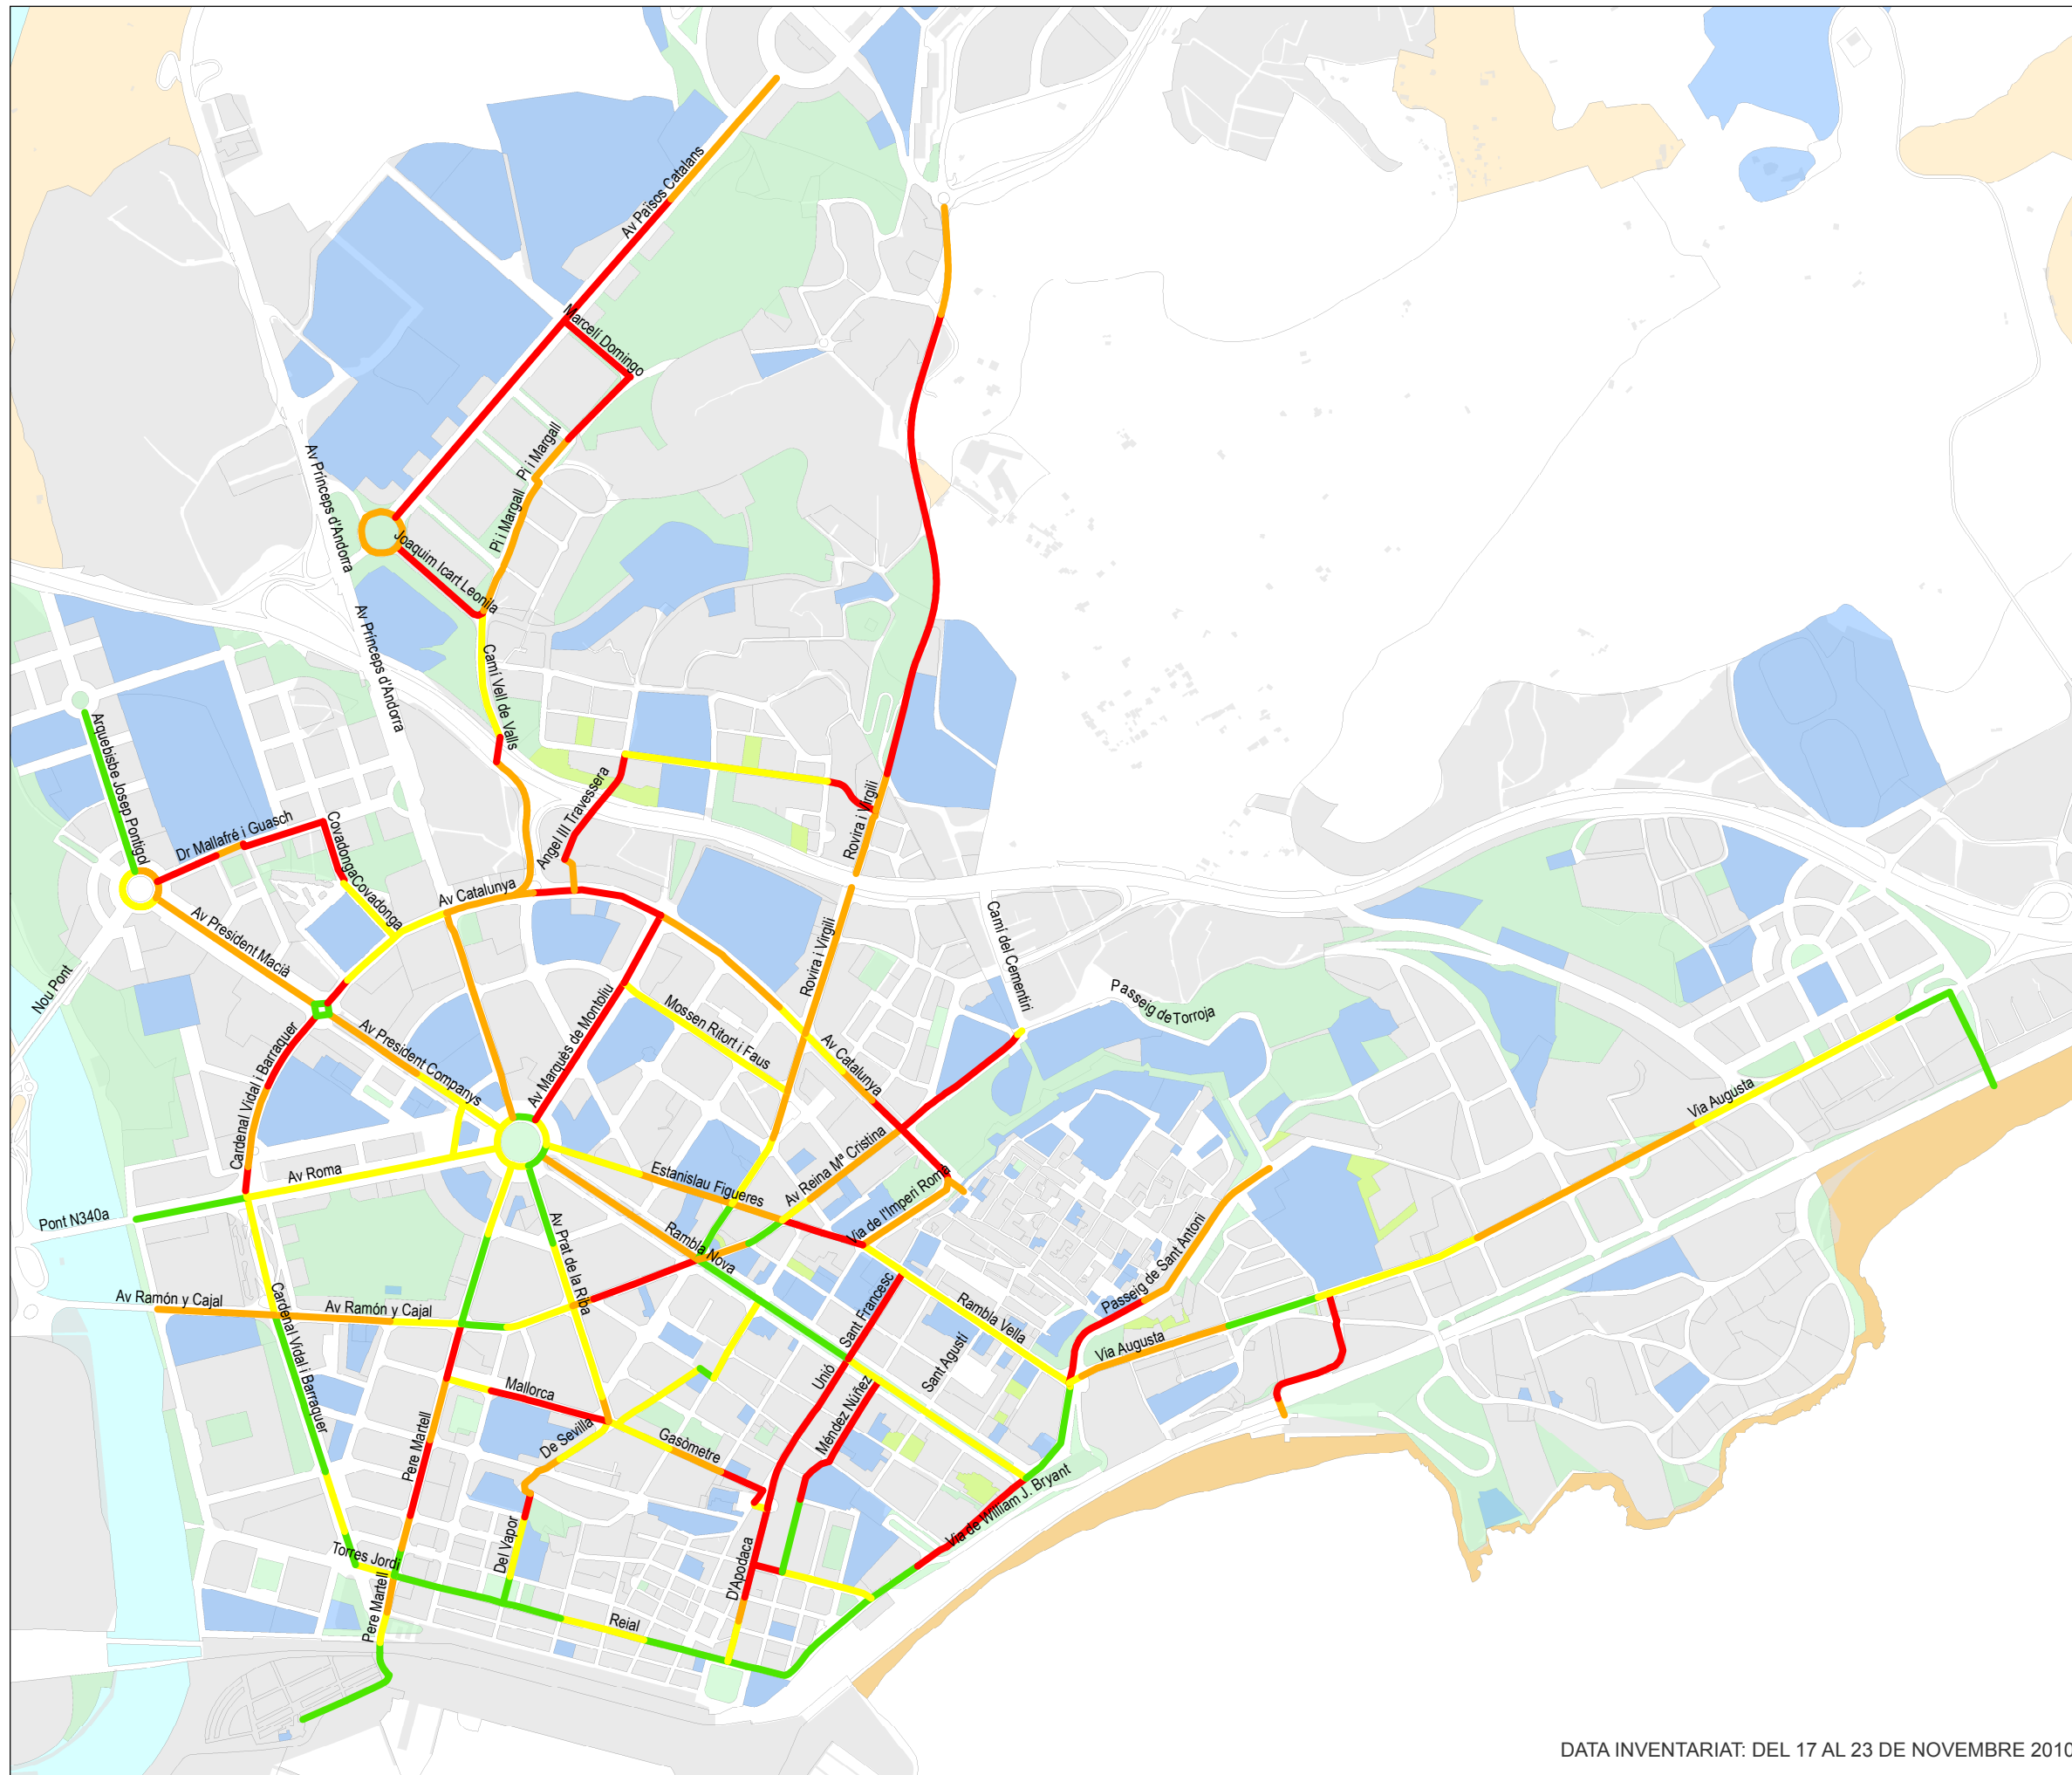 Av Països Catalans
Marcelí Domingo
Pi i Margall
Av Princeps d'Andorra
Pi i Margall
Joaquim Icart Leonila
Av Princeps d'Andorra
Camí Vell de Valls
Arquebisbe Josep Pontigol
Angel III Travessera
Rovira i Virgili
Dr Mallafré i Guasch
Covadonga
Covadonga
Av Catalunya
Av President Macià
Nou Pont
Rovira i Virgili
Camí del Cementiri
Passeig de Torroja
Av Marquès de Montoliu
Mossen Ritort i Faus
Av President Companys
Cardenal Vidal i Barraquer
Av Catalunya
Via Augusta
Av Roma
Estanislau Figueres
Av Reina Mª Cristina
Via de l'Imperi Romà
Pont N340a
Av Prat de la Riba
Rambla Nova
Passeig de Sant Antoni
Av Ramón y Cajal
Av Ramón y Cajal
Cardenal Vidal i Barraquer
Sant Francesc
Rambla Vella
Via Augusta
Sant Agustí
Unió
Méndez Núñez
Mallorca
Pere Martell
De Sevilla
Gasòmetre
Via de William J. Bryant
Del Vapor
Torres Jordi
D'Apodaca
Pere Martell
Reial
DATA INVENTARIAT: DEL 17 AL 23 DE NOVEMBRE 2010